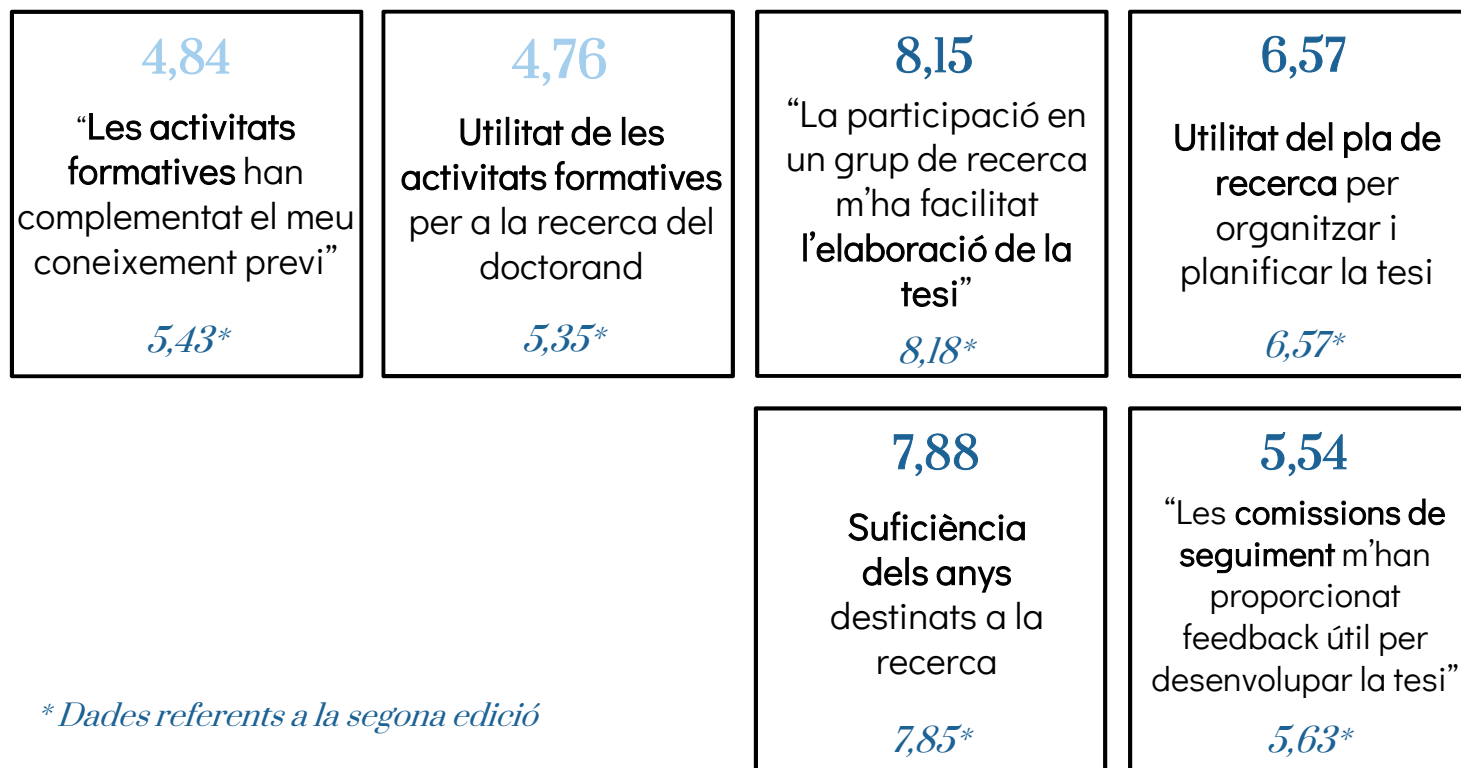 4,84
“Les activitats
formatives han
complementat el meu
coneixement previ”
5,43*
4,76
Utilitat de les
activitats formatives
per a la recerca del
doctorand
5,35*
8,15
“La participació en
un grup de recerca
m’ha facilitat
l’elaboració de la
tesi”
8,18*
6,57
Utilitat del pla de
recerca per
organitzar i
planificar la tesi
6,57*
7,88
Suficiència
dels anys
destinats a la
recerca
7,85*
5,54
“Les comissions de
seguiment m’han
proporcionat
feedback útil per
desenvolupar la tesi”
5,63*
* Dades referents a la segona edició